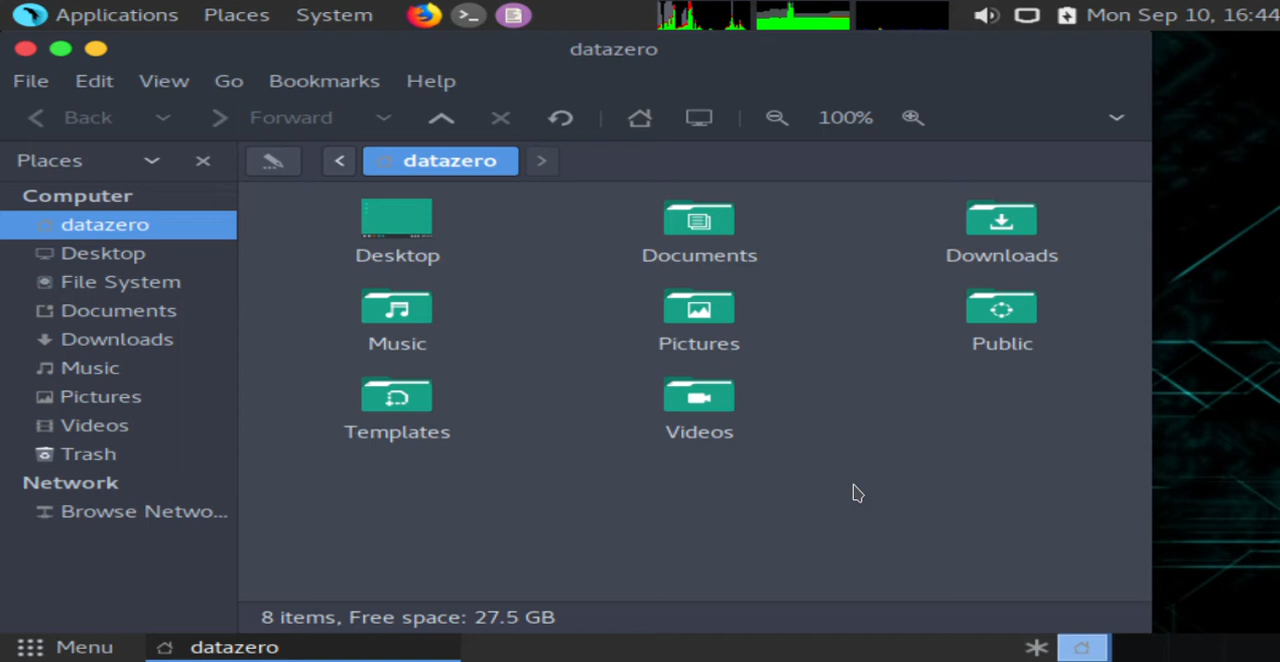 Applications Places System Mon Sep 10, 16:44
datazero
File Edit View Go Bookmarks Help
Back Forward 100%
Places datazero
Computer
datazero
Desktop
File System
Documents
Downloads
Music
Pictures
Videos
Trash
Network
Browse Netwo...
Desktop Documents Downloads
Music Pictures Public
Templates Videos
8 items, Free space: 27.5 GB
Menu datazero